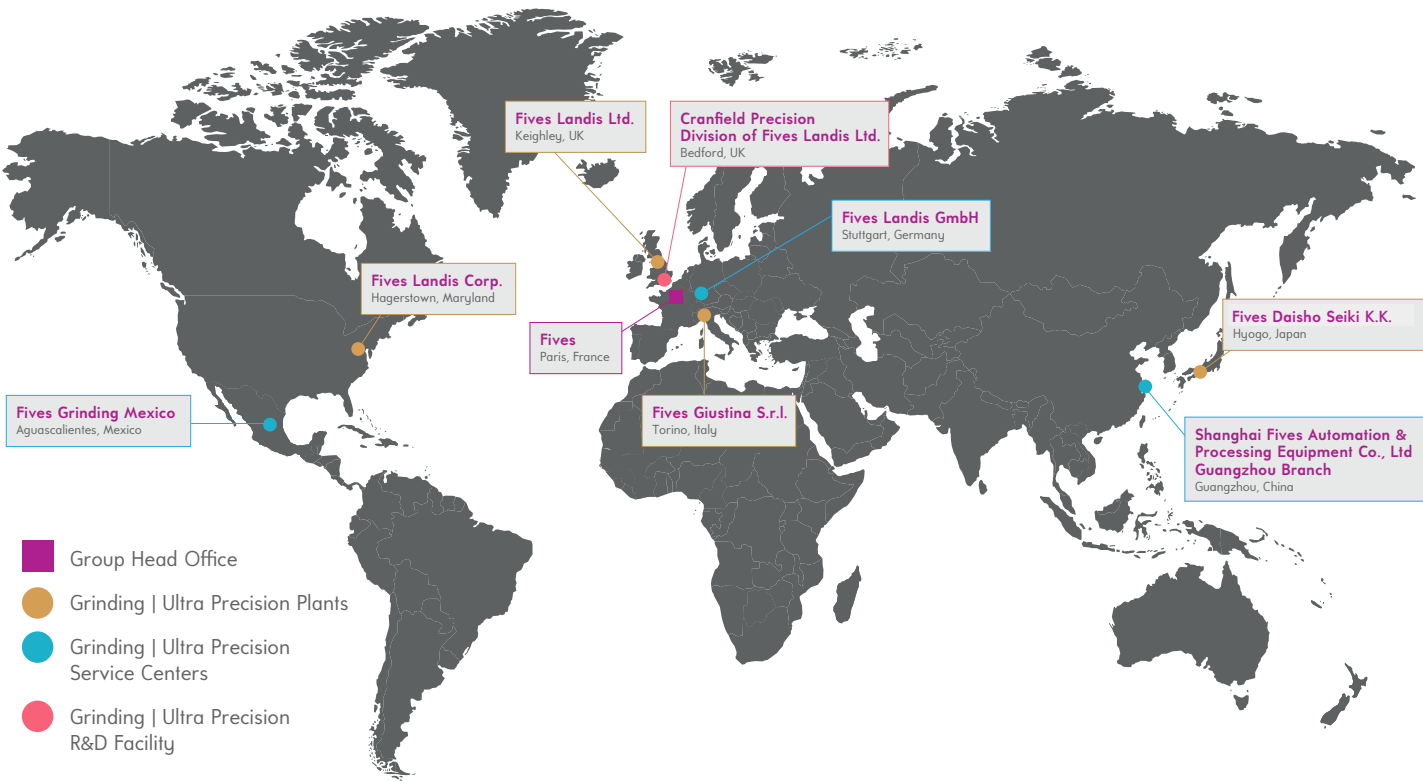 Fives Landis Ltd.
Keighley, UK
Cranfield Precision
Division of Fives Landis Ltd.
Bedford, UK
Fives Landis GmbH
Stuttgart, Germany
Fives Landis Corp.
Hagerstown, Maryland
Fives Daisho Seiki K.K.
Hyogo, Japan
Fives
Paris, France
Fives Grinding Mexico
Aguascalientes, Mexico
Fives Giustina S.r.l.
Torino, Italy
Shanghai Fives Automation &
Processing Equipment Co., Ltd
Guangzhou Branch
Guangzhou, China
Group Head Office
Grinding | Ultra Precision Plants
Grinding | Ultra Precision
Service Centers
Grinding | Ultra Precision
R&D Facility